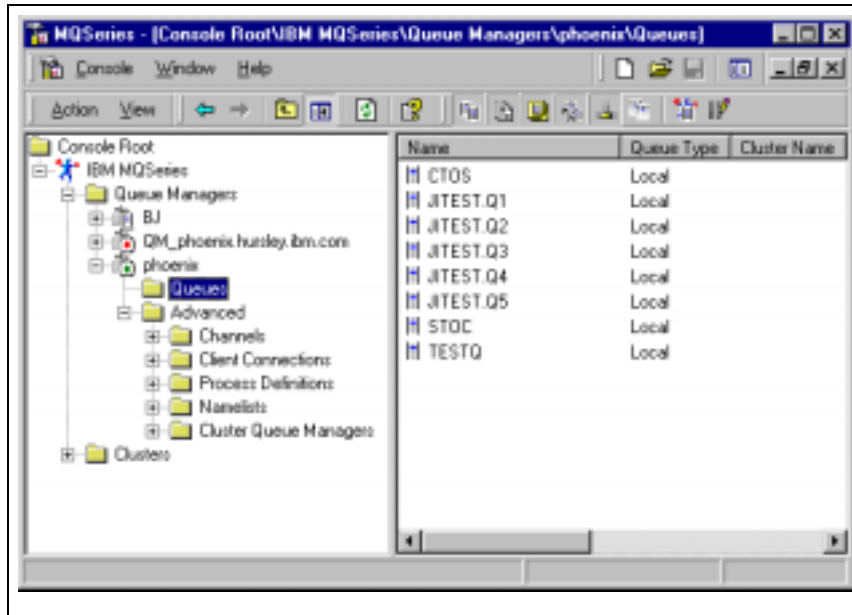 MQSeries - [Console Root\IBM MQSeries\Queue Managers\phoenix\Queues]
Console Window Help
Action View
Console Root
IBM MQSeries
Queue Managers
BJ
QM_phoenix.hursley.ibm.com
phoenix
Queues
Advanced
Channels
Client Connections
Process Definitions
Namelists
Cluster Queue Managers
Clusters
Name Queue Type Cluster Name
CTOS Local
JITEST.Q1 Local
JITEST.Q2 Local
JITEST.Q3 Local
JITEST.Q4 Local
JITEST.Q5 Local
STOC Local
TESTQ Local